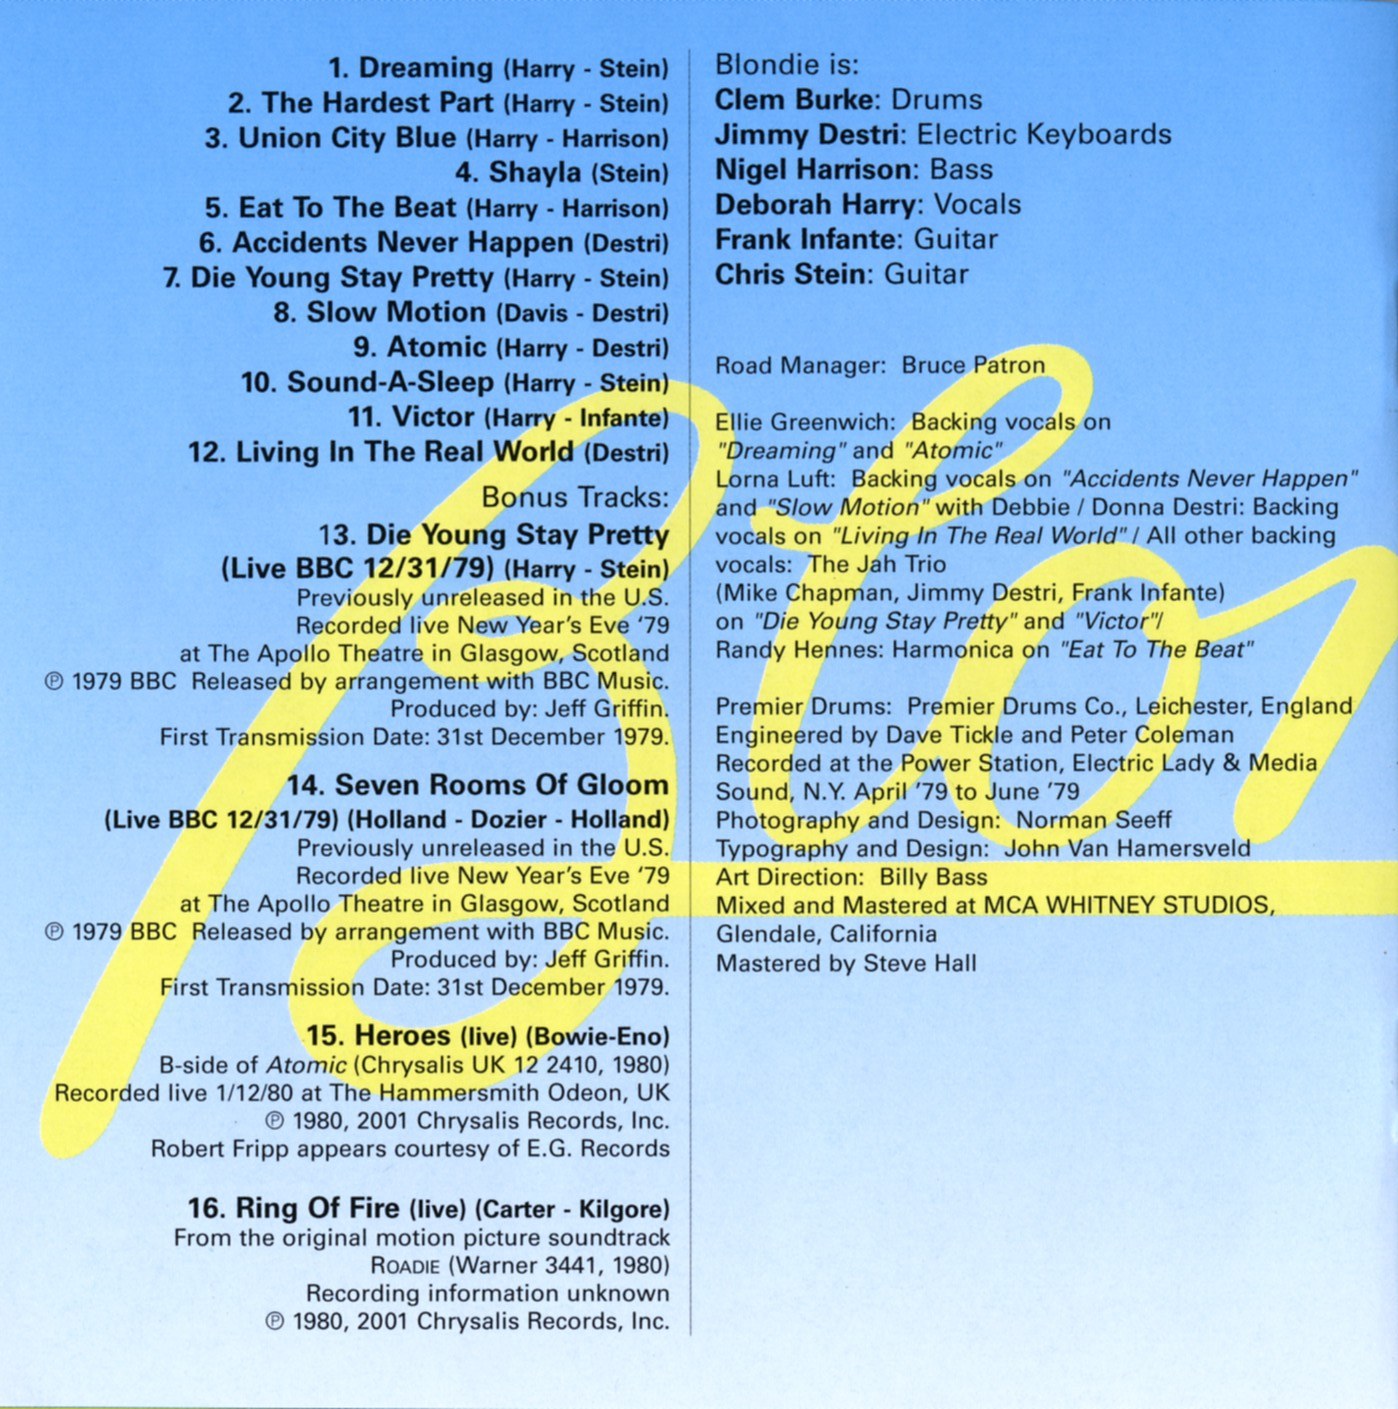 1. Dreaming (Harry - Stein)
2. The Hardest Part (Harry - Stein)
3. Union City Blue (Harry - Harrison)
4. Shayla (Stein)
5. Eat To The Beat (Harry - Harrison)
6. Accidents Never Happen (Destri)
7. Die Young Stay Pretty (Harry - Stein)
8. Slow Motion (Davis - Destri)
9. Atomic (Harry - Destri)
10. Sound-A-Sleep (Harry - Stein)
11. Victor (Harry - Infante)
12. Living In The Real World (Destri)
Bonus Tracks:
13. Die Young Stay Pretty
(Live BBC 12/31/79) (Harry - Stein)
Previously unreleased in the U.S.
Recorded live New Year's Eve '79
at The Apollo Theatre in Glasgow, Scotland
℗ 1979 BBC Released by arrangement with BBC Music.
Produced by: Jeff Griffin.
First Transmission Date: 31st December 1979.
14. Seven Rooms Of Gloom
(Live BBC 12/31/79) (Holland - Dozier - Holland)
Previously unreleased in the U.S.
Recorded live New Year's Eve '79
at The Apollo Theatre in Glasgow, Scotland
℗ 1979 BBC Released by arrangement with BBC Music.
Produced by: Jeff Griffin.
First Transmission Date: 31st December 1979.
15. Heroes (live) (Bowie-Eno)
B-side of Atomic (Chrysalis UK 12 2410, 1980)
Recorded live 1/12/80 at The Hammersmith Odeon, UK
℗ 1980, 2001 Chrysalis Records, Inc.
Robert Fripp appears courtesy of E.G. Records
16. Ring Of Fire (live) (Carter - Kilgore)
From the original motion picture soundtrack
ROADIE (Warner 3441, 1980)
Recording information unknown
℗ 1980, 2001 Chrysalis Records, Inc.
Blondie is:
Clem Burke: Drums
Jimmy Destri: Electric Keyboards
Nigel Harrison: Bass
Deborah Harry: Vocals
Frank Infante: Guitar
Chris Stein: Guitar
Road Manager: Bruce Patron
Ellie Greenwich: Backing vocals on
"Dreaming" and "Atomic"
Lorna Luft: Backing vocals on "Accidents Never Happen"
and "Slow Motion" with Debbie / Donna Destri: Backing
vocals on "Living In The Real World" / All other backing
vocals: The Jah Trio
(Mike Chapman, Jimmy Destri, Frank Infante)
on "Die Young Stay Pretty" and "Victor"/
Randy Hennes: Harmonica on "Eat To The Beat"
Premier Drums: Premier Drums Co., Leichester, England
Engineered by Dave Tickle and Peter Coleman
Recorded at the Power Station, Electric Lady & Media
Sound, N.Y. April '79 to June '79
Photography and Design: Norman Seeff
Typography and Design: John Van Hamersveld
Art Direction: Billy Bass
Mixed and Mastered at MCA WHITNEY STUDIOS,
Glendale, California
Mastered by Steve Hall